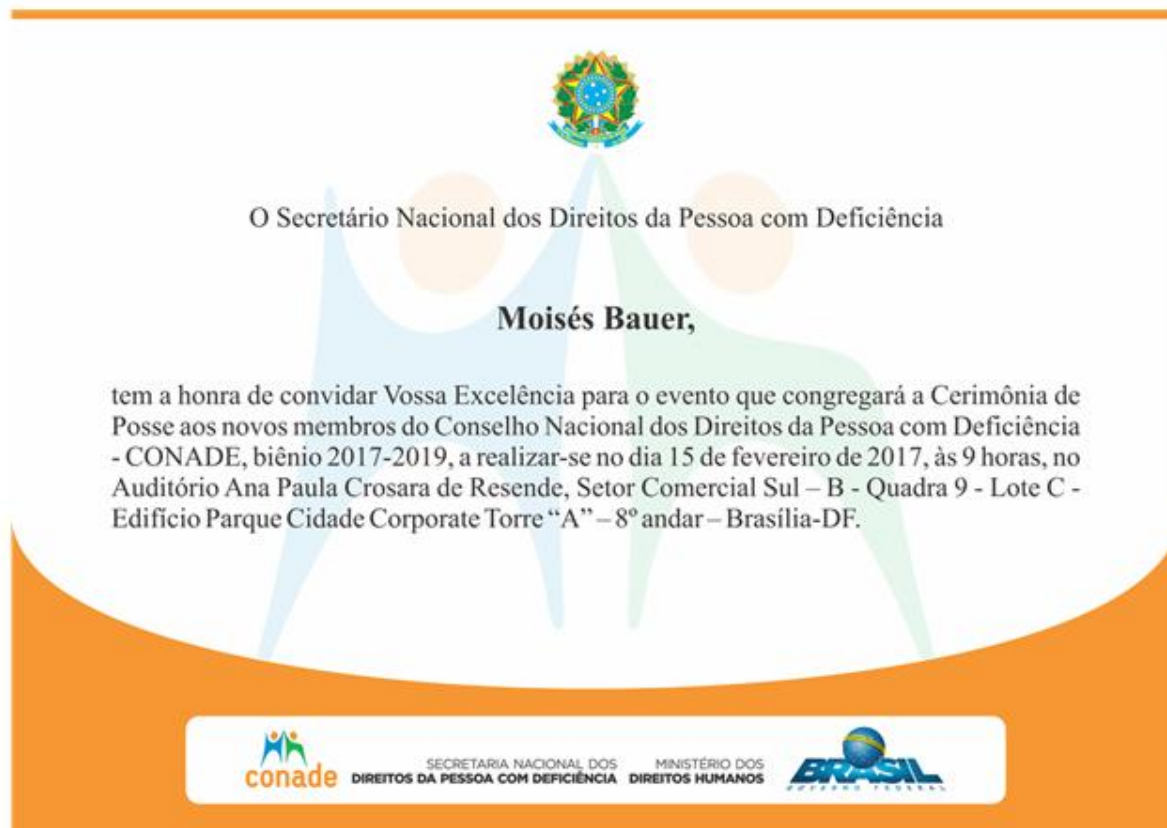 O Secretário Nacional dos Direitos da Pessoa com Deficiência
Moisés Bauer,
tem a honra de convidar Vossa Excelência para o evento que congregará a Cerimônia de
Posse aos novos membros do Conselho Nacional dos Direitos da Pessoa com Deficiência
- CONADE, biênio 2017-2019, a realizar-se no dia 15 de fevereiro de 2017, às 9 horas, no
Auditório Ana Paula Crosara de Resende, Setor Comercial Sul – B - Quadra 9 - Lote C -
Edifício Parque Cidade Corporate Torre “A” – 8º andar – Brasília-DF.
conade
SECRETARIA NACIONAL DOS
DIREITOS DA PESSOA COM DEFICIÊNCIA
MINISTÉRIO DOS
DIREITOS HUMANOS
BRASIL
GOVERNO FEDERAL